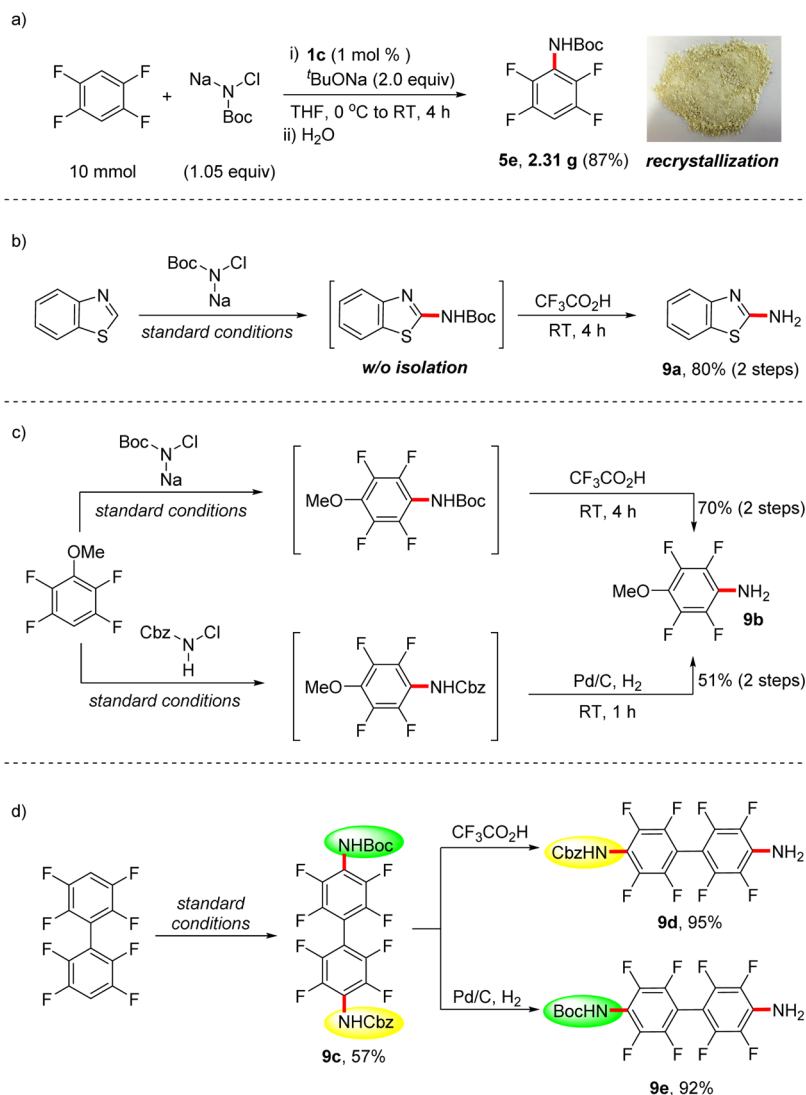 a)
F F F F
10 mmol
+
Na Cl N Boc
(1.05 equiv)
i) 1c (1 mol % )
ᵗBuONa (2.0 equiv)
THF, 0 °C to RT, 4 h
ii) H₂O
NHBoc
F F F F
5e, 2.31 g (87%)
recrystallization
b)
N S
Boc Cl N Na
standard conditions
N S NHBoc
w/o isolation
CF₃CO₂H
RT, 4 h
N S NH₂
9a, 80% (2 steps)
c)
Boc Cl N Na
standard conditions
F F MeO NHBoc F F
CF₃CO₂H
RT, 4 h
70% (2 steps)
OMe
F F F F
F F MeO NH₂ F F
9b
Cbz Cl N H
standard conditions
F F MeO NHCbz F F
Pd/C, H₂
RT, 1 h
51% (2 steps)
d)
F F
F F
F F
F F
standard
conditions
NHBoc
F F
F F
F F
F F
NHCbz
9c, 57%
CF₃CO₂H
F F F F
CbzHN NH₂
F F F F
9d, 95%
Pd/C, H₂
F F F F
BocHN NH₂
F F F F
9e, 92%